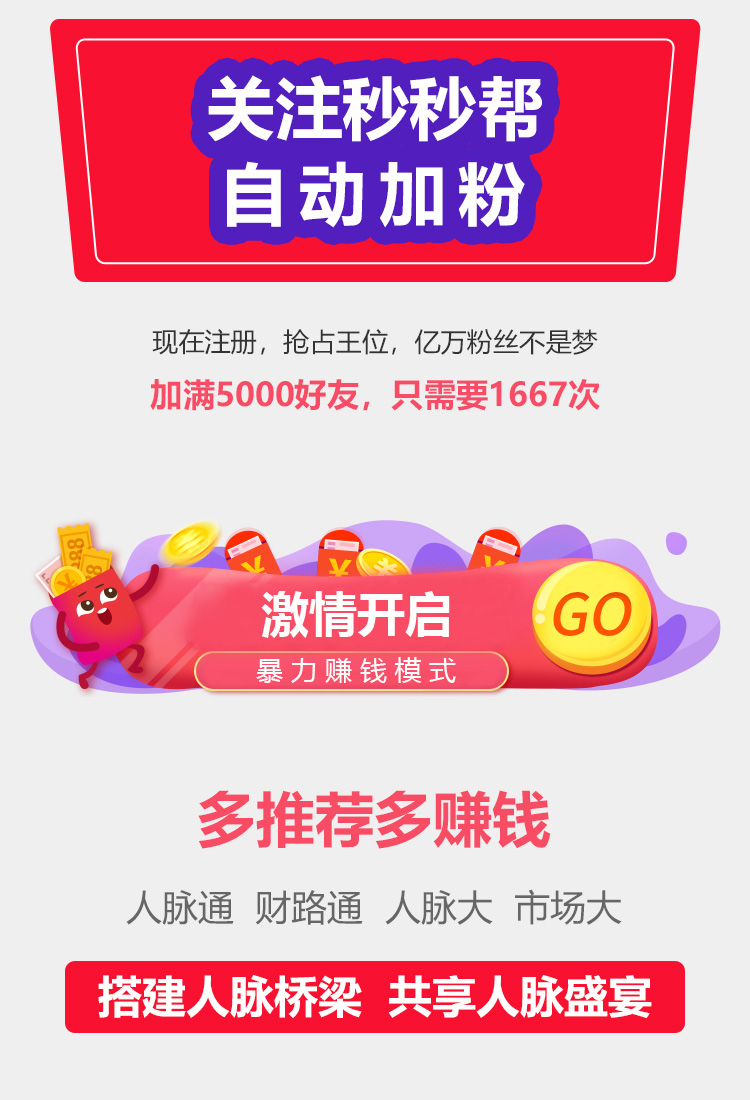 关注秒秒帮
自动加粉
现在注册，抢占王位，亿万粉丝不是梦
加满5000好友，只需要1667次
激情开启
GO
暴力赚钱模式
多推荐多赚钱
人脉通 财路通 人脉大 市场大
搭建人脉桥梁 共享人脉盛宴